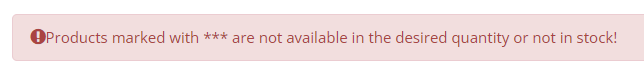 Products marked with *** are not available in the desired quantity or not in stock!